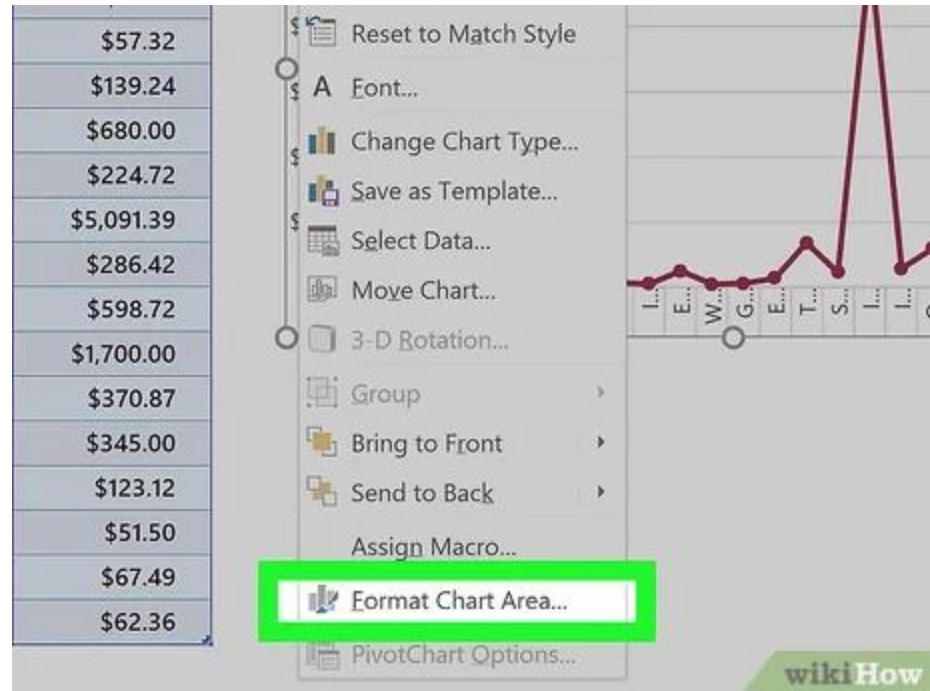 $57.32
$139.24
$680.00
$224.72
$5,091.39
$286.42
$598.72
$1,700.00
$370.87
$345.00
$123.12
$51.50
$67.49
$62.36
$
$
$
$
Reset to Match Style
A Font...
Change Chart Type...
Save as Template...
Select Data...
Move Chart...
3-D Rotation...
Group
Bring to Front
Send to Back
Assign Macro...
Format Chart Area...
PivotChart Options...
I... E... W... G... E... T... S... I... I...
wikiHow